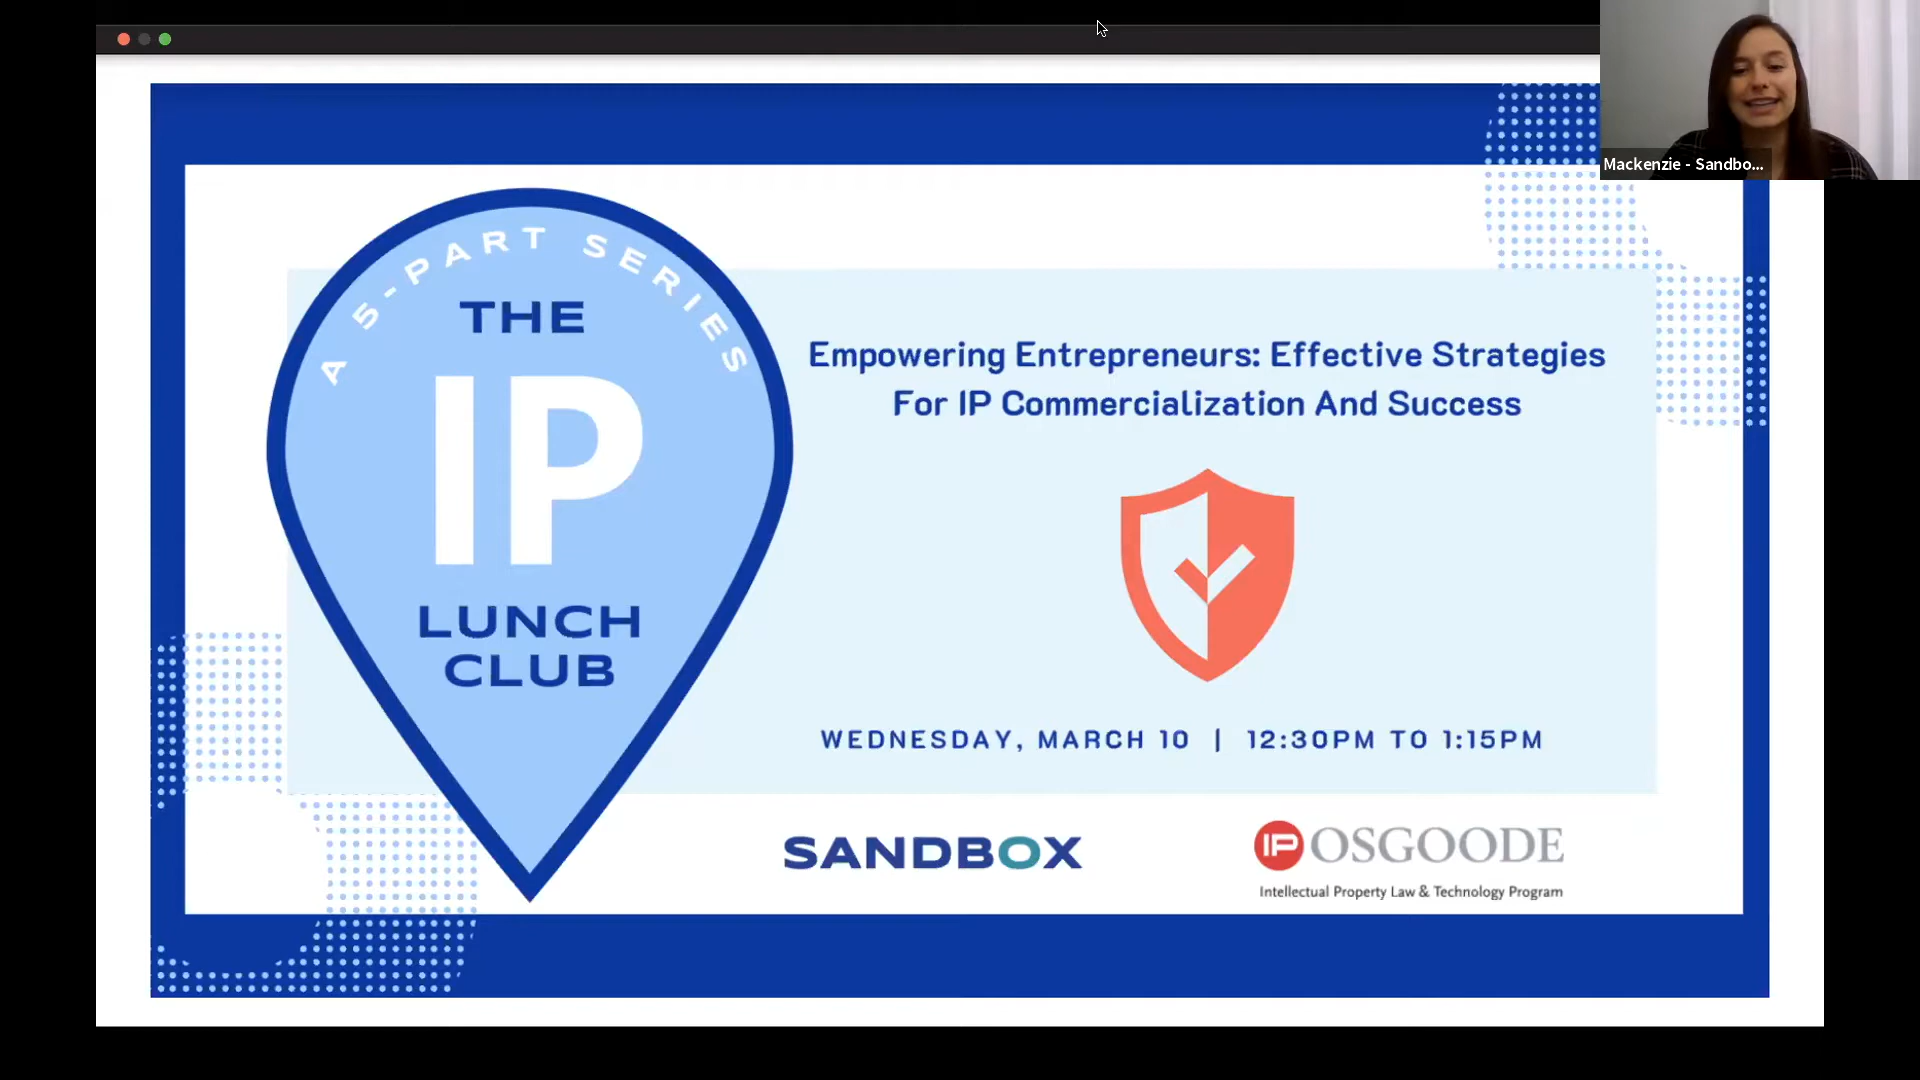 Mackenzie - Sandbo...
A 5-PART SERIES
THE
IP
LUNCH
CLUB
Empowering Entrepreneurs: Effective Strategies
For IP Commercialization And Success
WEDNESDAY, MARCH 10 | 12:30PM TO 1:15PM
SANDBOX
IP OSGOODE
Intellectual Property Law & Technology Program